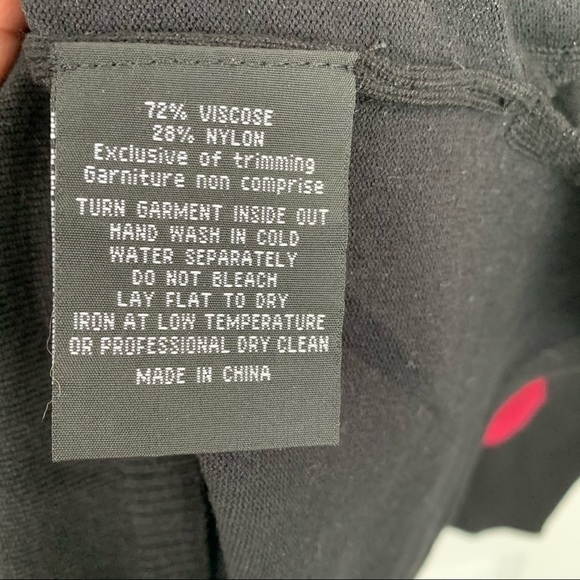 72% VISCOSE
28% NYLON
Exclusive of trimming
Garniture non comprise
TURN GARMENT INSIDE OUT
HAND WASH IN COLD
WATER SEPARATELY
DO NOT BLEACH
LAY FLAT TO DRY
IRON AT LOW TEMPERATURE
OR PROFESSIONAL DRY CLEAN
MADE IN CHINA